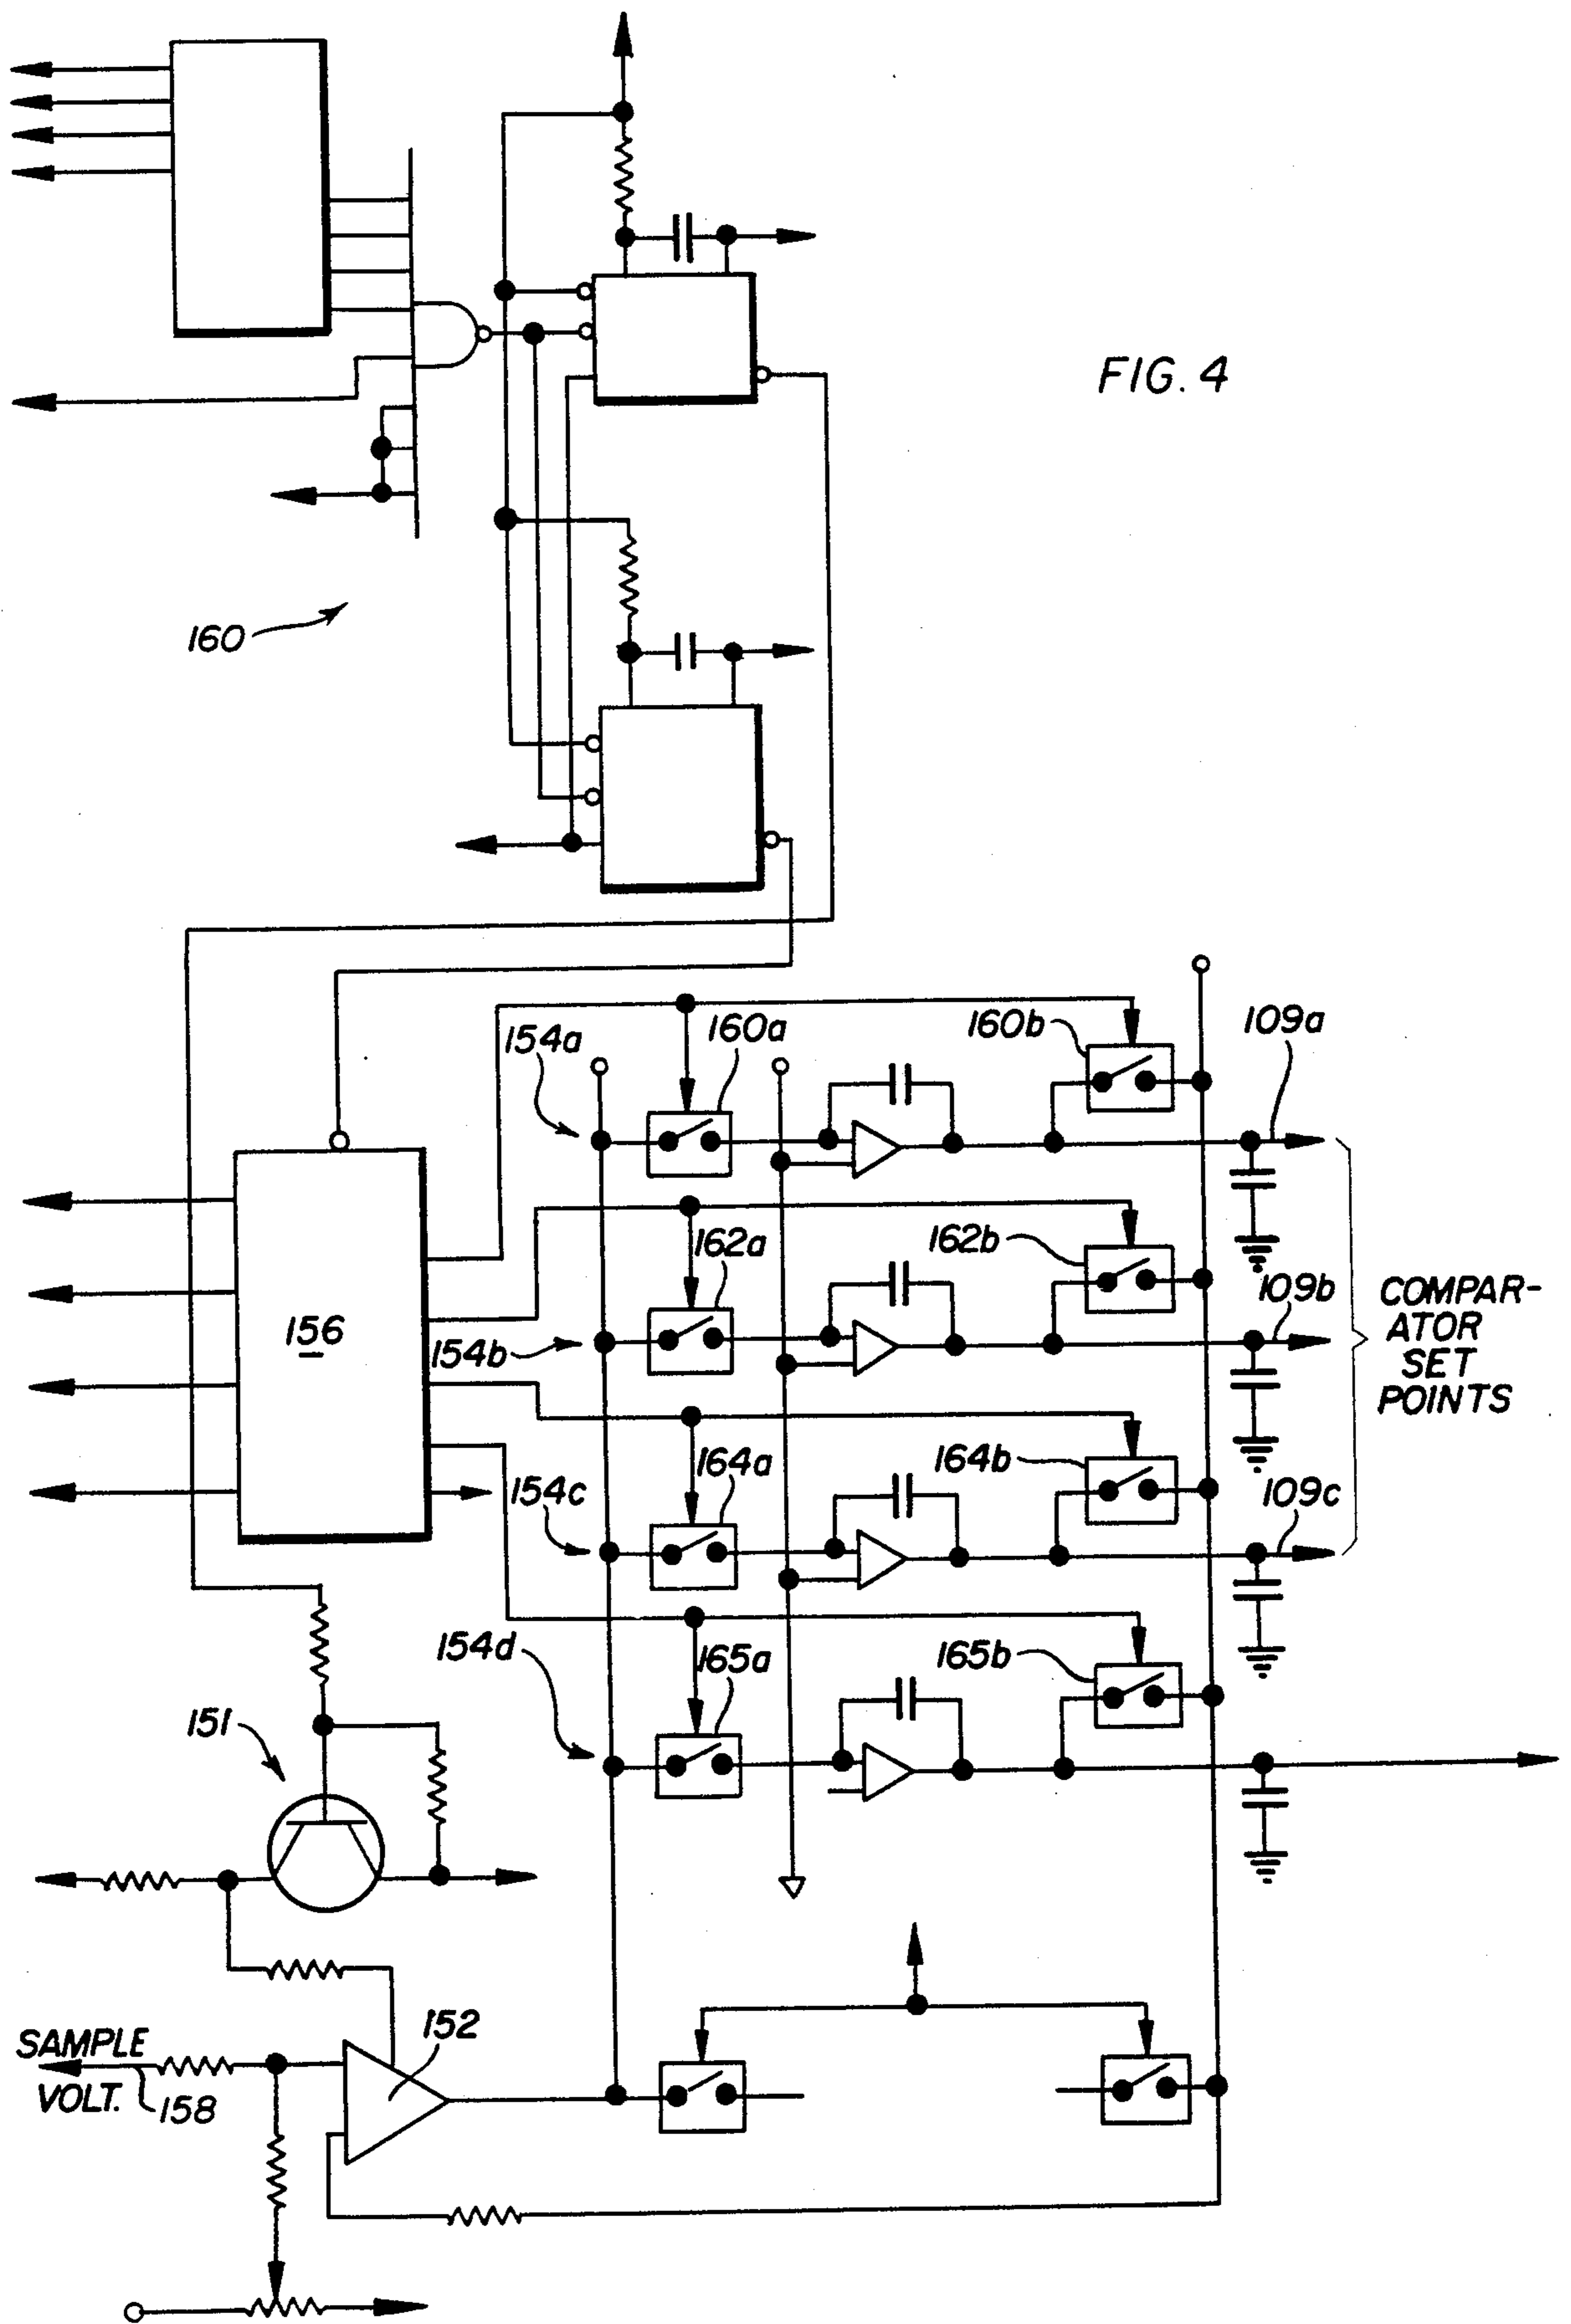 FIG. 4
160
154a
160a
160b
109a
162a
162b
109b
156
154b
COMPAR-
ATOR
SET
POINTS
164a
164b
154c
109c
154d
165a
165b
151
152
SAMPLE
VOLT.
158